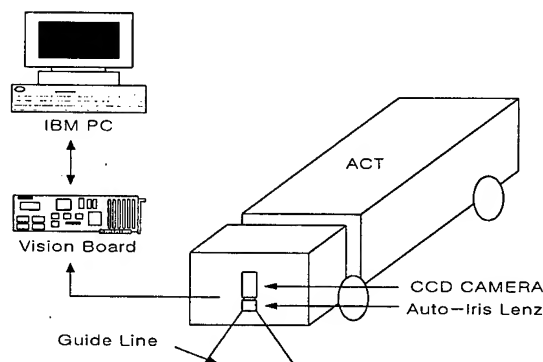 IBM PC
ACT
Vision Board
CCD CAMERA
Auto-Iris Lenz
Guide Line